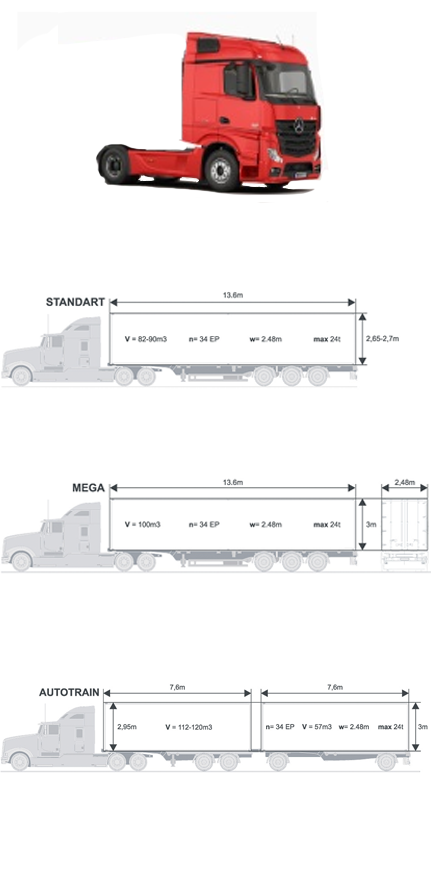 13.6m
STANDART
V = 82-90m3 n= 34 EP w= 2.48m max 24t
2,65-2,7m
13.6m 2,48m
MEGA
V = 100m3 n= 34 EP w= 2.48m max 24t
3m
7,6m 7,6m
AUTOTRAIN
2,95m V = 112-120m3 n= 34 EP V = 57m3 w= 2.48m max 24t 3m